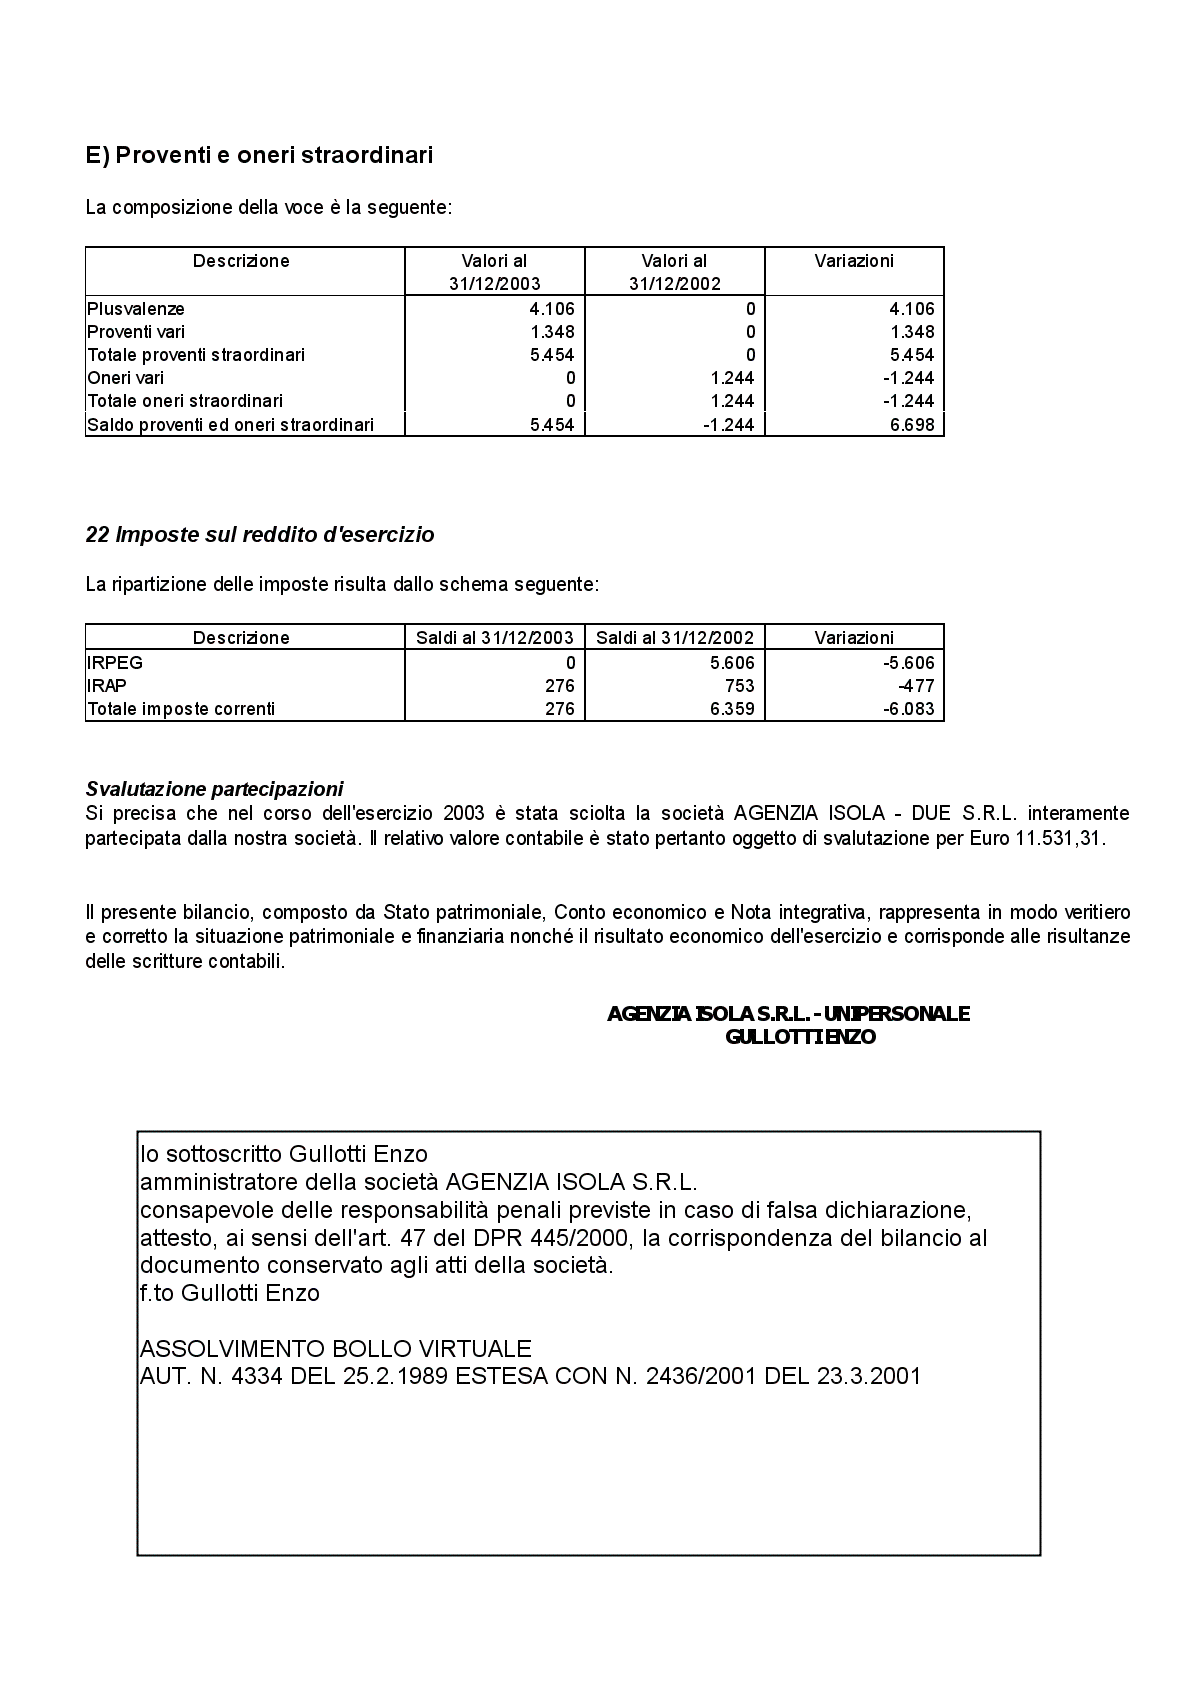 E) Proventi e oneri straordinari
La composizione della voce è la seguente:
Descrizione Valori al 31/12/2003 Valori al 31/12/2002 Variazioni
Plusvalenze 4.106 0 4.106
Proventi vari 1.348 0 1.348
Totale proventi straordinari 5.454 0 5.454
Oneri vari 0 1.244 -1.244
Totale oneri straordinari 0 1.244 -1.244
Saldo proventi ed oneri straordinari 5.454 -1.244 6.698
22 Imposte sul reddito d'esercizio
La ripartizione delle imposte risulta dallo schema seguente:
Descrizione Saldi al 31/12/2003 Saldi al 31/12/2002 Variazioni
IRPEG 0 5.606 -5.606
IRAP 276 753 -477
Totale imposte correnti 276 6.359 -6.083
Svalutazione partecipazioni
Si precisa che nel corso dell'esercizio 2003 è stata sciolta la società AGENZIA ISOLA - DUE S.R.L. interamente
partecipata dalla nostra società. Il relativo valore contabile è stato pertanto oggetto di svalutazione per Euro 11.531,31.
Il presente bilancio, composto da Stato patrimoniale, Conto economico e Nota integrativa, rappresenta in modo veritiero
e corretto la situazione patrimoniale e finanziaria nonché il risultato economico dell'esercizio e corrisponde alle risultanze
delle scritture contabili.
AGENZIA ISOLA S.R.L. - UNIPERSONALE
GULLOTTI ENZO
Io sottoscritto Gullotti Enzo
amministratore della società AGENZIA ISOLA S.R.L.
consapevole delle responsabilità penali previste in caso di falsa dichiarazione,
attesto, ai sensi dell'art. 47 del DPR 445/2000, la corrispondenza del bilancio al
documento conservato agli atti della società.
f.to Gullotti Enzo
ASSOLVIMENTO BOLLO VIRTUALE
AUT. N. 4334 DEL 25.2.1989 ESTESA CON N. 2436/2001 DEL 23.3.2001